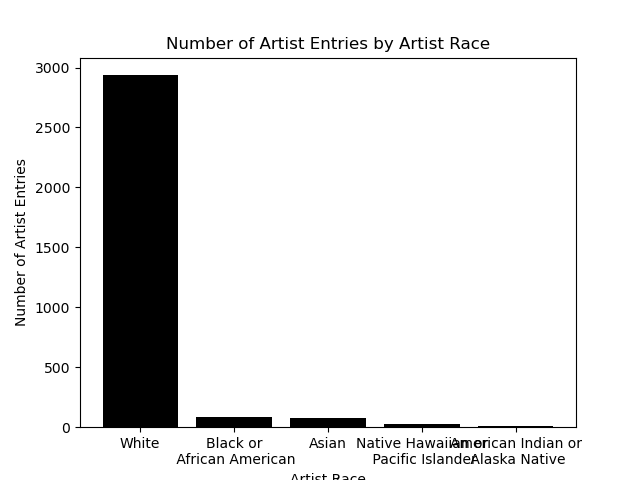 Number of Artist Entries by Artist Race
3000
2500
2000
1500
1000
500
0
Number of Artist Entries
White
Black or
African American
Asian
Native Hawaiian or
Pacific Islander
American Indian or
Alaska Native
Artist Race